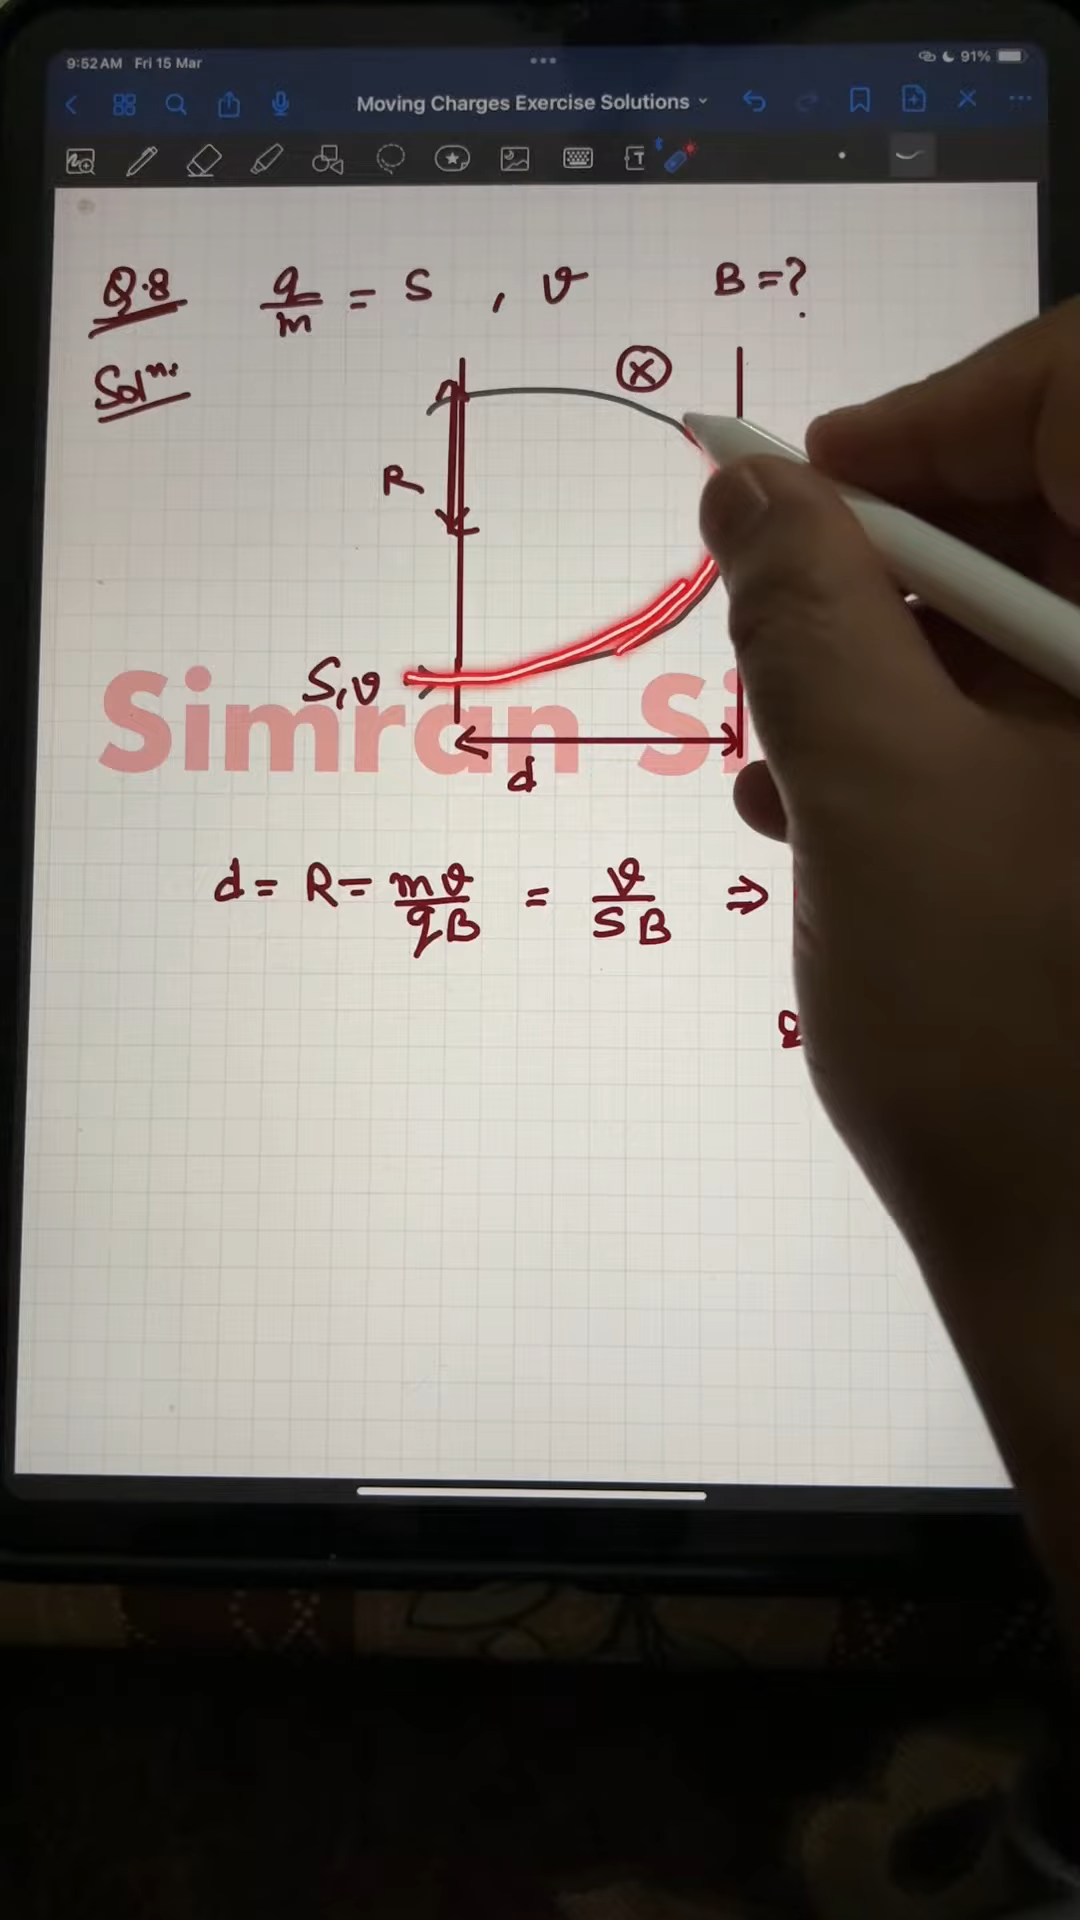 9:52 AM Fri 15 Mar
91%
Moving Charges Exercise Solutions
T
Q.8 q/m = S , v B = ?
Solⁿ.
R
S, v
Simran Si
d
d = R = mv/qB = v/SB ⇒